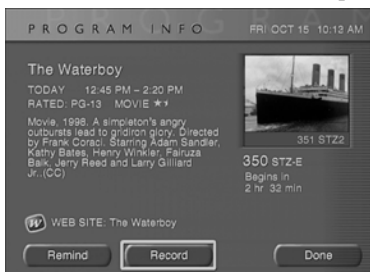 PROGRAM INFO
FRI OCT 15 10:13 AM
The Waterboy
TODAY 12:45 PM – 2:20 PM
RATED: PG-13 MOVIE ★
Movie, 1998. A simpleton's angry
outbursts lead to gridiron glory. Directed
by Frank Coraci. Starring Adam Sandler,
Kathy Bates, Henry Winkler, Fairuza
Balk, Jerry Reed and Larry Gilliard
Jr..(CC)
351 STZ2
350 STZ-E
Begins in
2 hr 32 min
W WEB SITE: The Waterboy
Remind
Record
Done